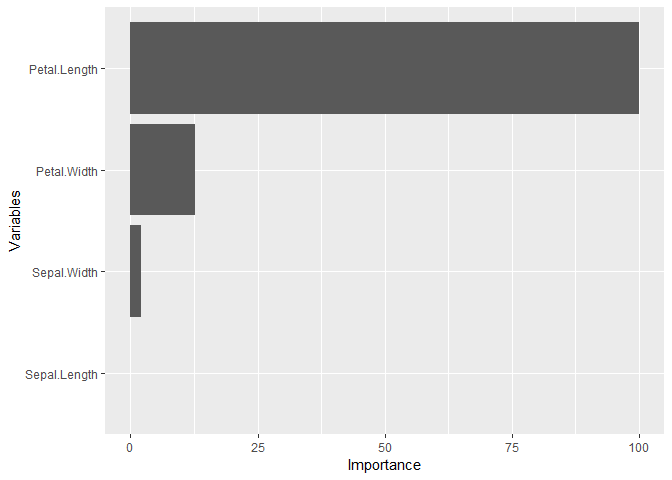 Petal.Length
Petal.Width
Sepal.Width
Sepal.Length
Variables
0 25 50 75 100
Importance